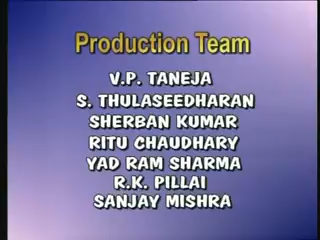 Production Team
V.P. TANEJA
S. THULASEEDHARAN
SHERBAN KUMAR
RITU CHAUDHARY
YAD RAM SHARMA
R.K. PILLAI
SANJAY MISHRA